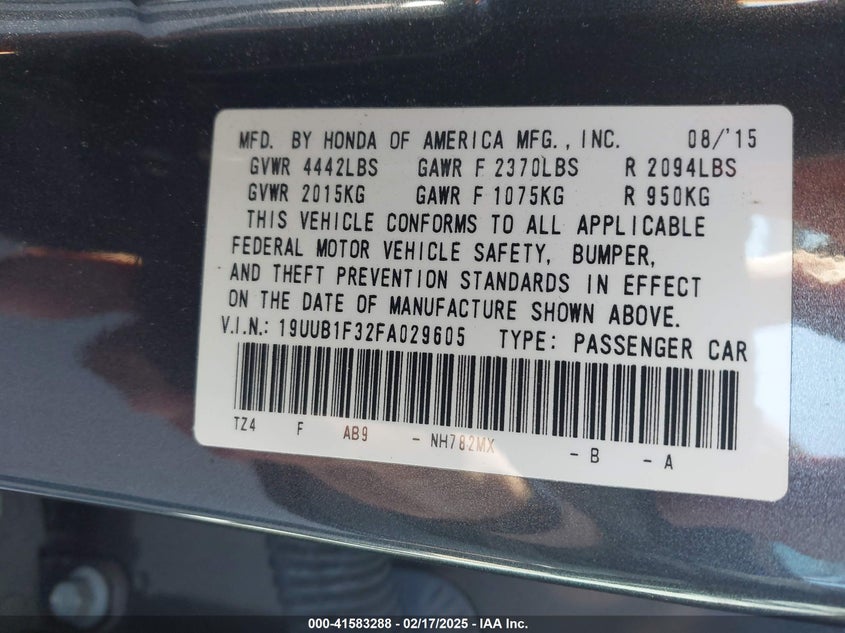 MFD. BY HONDA OF AMERICA MFG., INC. 08/'15
GVWR 4442LBS GAWR F 2370LBS R 2094LBS
GVWR 2015KG GAWR F 1075KG R 950KG
THIS VEHICLE CONFORMS TO ALL APPLICABLE
FEDERAL MOTOR VEHICLE SAFETY, BUMPER,
AND THEFT PREVENTION STANDARDS IN EFFECT
ON THE DATE OF MANUFACTURE SHOWN ABOVE.
V.I.N.: 19UUB1F32FA029605 TYPE: PASSENGER CAR
TZ4 F AB9 - NH782MX - B - A
000-41583288 - 02/17/2025 - IAA Inc.